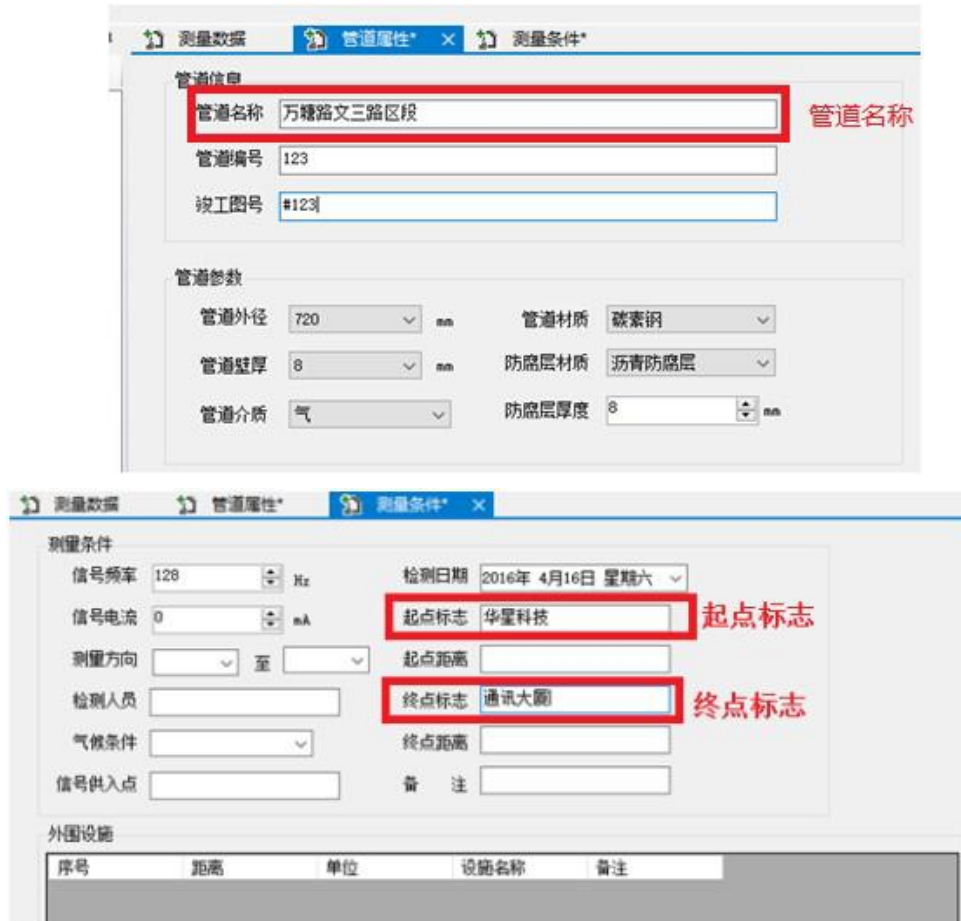 测量数据 管道属性* × 测量条件*
管道信息
管道名称 万塘路文三路区段 管道名称
管道编号 123
竣工图号 #123
管道参数
管道外径 720 mm 管道材质 碳素钢
管道壁厚 8 mm 防腐层材质 沥青防腐层
管道介质 气 防腐层厚度 8 mm
测量数据 管道属性* 测量条件* ×
测量条件
信号频率 128 Hz 检测日期 2016年 4月16日 星期六
信号电流 0 mA 起点标志 华星科技 起点标志
测量方向 至 起点距离
检测人员 终点标志 通讯大厦 终点标志
气候条件 终点距离
信号供入点 备 注
外围设施
序号 距离 单位 设施名称 备注